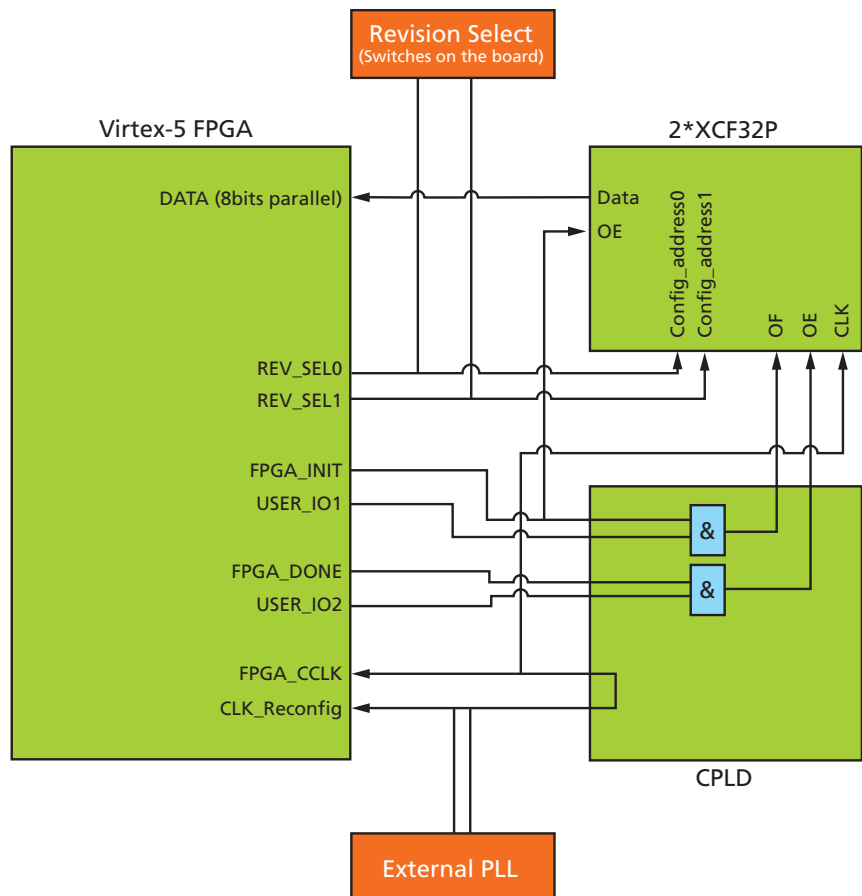 Revision Select
(Switches on the board)
Virtex-5 FPGA
2*XCF32P
DATA (8bits parallel)
Data
OE
Config_address0
Config_address1
OF
OE
CLK
REV_SEL0
REV_SEL1
FPGA_INIT
USER_IO1
&
FPGA_DONE
USER_IO2
&
FPGA_CCLK
CLK_Reconfig
CPLD
External PLL